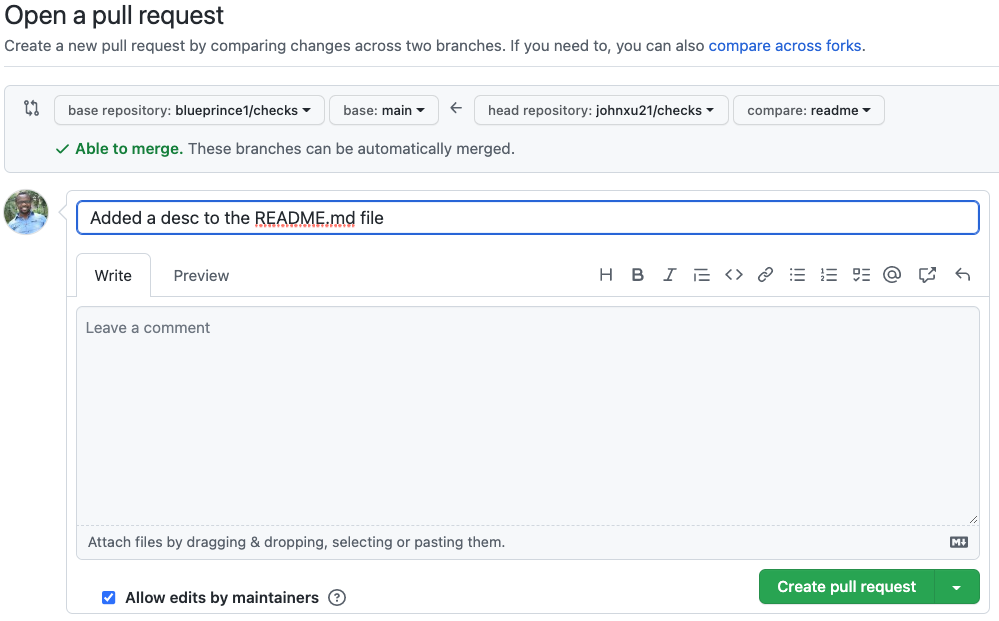 Open a pull request
Create a new pull request by comparing changes across two branches. If you need to, you can also compare across forks.
base repository: blueprince1/checks base: main head repository: johnxu21/checks compare: readme
Able to merge. These branches can be automatically merged.
Added a desc to the README.md file
Write Preview
Leave a comment
Attach files by dragging & dropping, selecting or pasting them.
Allow edits by maintainers
Create pull request